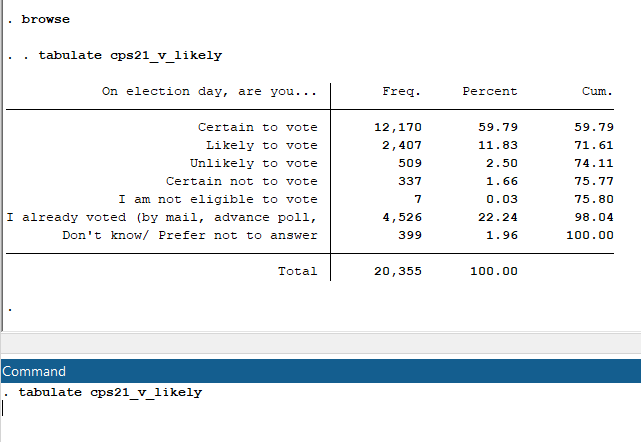 . browse
. . tabulate cps21_v_likely
On election day, are you... Freq. Percent Cum.
Certain to vote 12,170 59.79 59.79
Likely to vote 2,407 11.83 71.61
Unlikely to vote 509 2.50 74.11
Certain not to vote 337 1.66 75.77
I am not eligible to vote 7 0.03 75.80
I already voted (by mail, advance poll, 4,526 22.24 98.04
Don't know/ Prefer not to answer 399 1.96 100.00
Total 20,355 100.00
.
Command
. tabulate cps21_v_likely